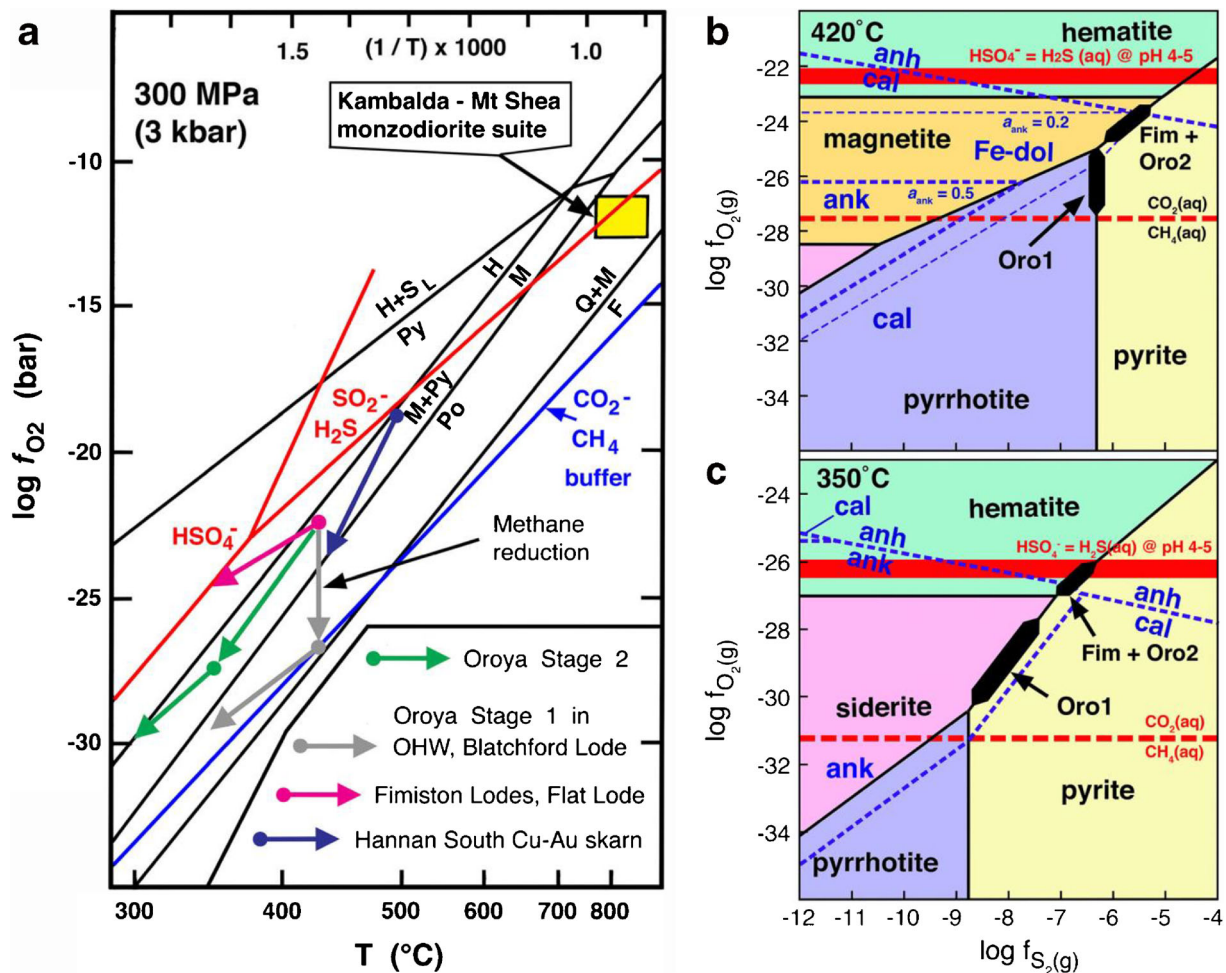 a
1.5
(1 / T) x 1000
1.0
300 MPa
(3 kbar)
Kambalda - Mt Shea
monzodiorite suite
-10
-15
-20
-25
-30
log fO2 (bar)
H+SL
Py
H
M
Q+M
F
M+Py
Po
SO2-
H2S
HSO4-
CO2-
CH4
buffer
Methane
reduction
Oroya Stage 2
Oroya Stage 1 in
OHW, Blatchford Lode
Fimiston Lodes, Flat Lode
Hannan South Cu-Au skarn
300
400
500
600
700
800
T (°C)
b
420°C
hematite
HSO4- = H2S (aq) @ pH 4-5
anh
cal
aank = 0.2
magnetite
Fe-dol
Fim +
Oro2
ank
aank = 0.5
CO2(aq)
CH4(aq)
Oro1
cal
pyrite
pyrrhotite
-22
-24
-26
-28
-30
-32
-34
log fO2(g)
c
350°C
cal
hematite
anh
ank
HSO4- = H2S(aq) @ pH 4-5
anh
cal
Fim + Oro2
siderite
Oro1
CO2(aq)
CH4(aq)
ank
pyrite
pyrrhotite
-24
-26
-28
-30
-32
-34
log fO2(g)
-12
-11
-10
-9
-8
-7
-6
-5
-4
log fS2(g)